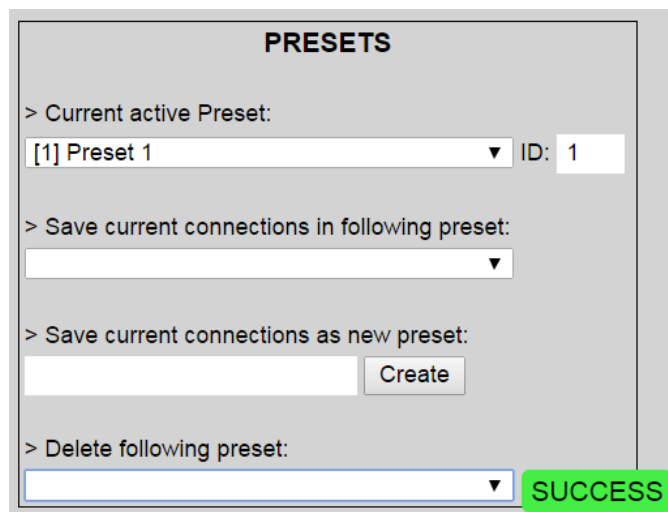 PRESETS
> Current active Preset:
[1] Preset 1 ▼ ID: 1
> Save current connections in following preset:
▼
> Save current connections as new preset:
Create
> Delete following preset:
▼ SUCCESS